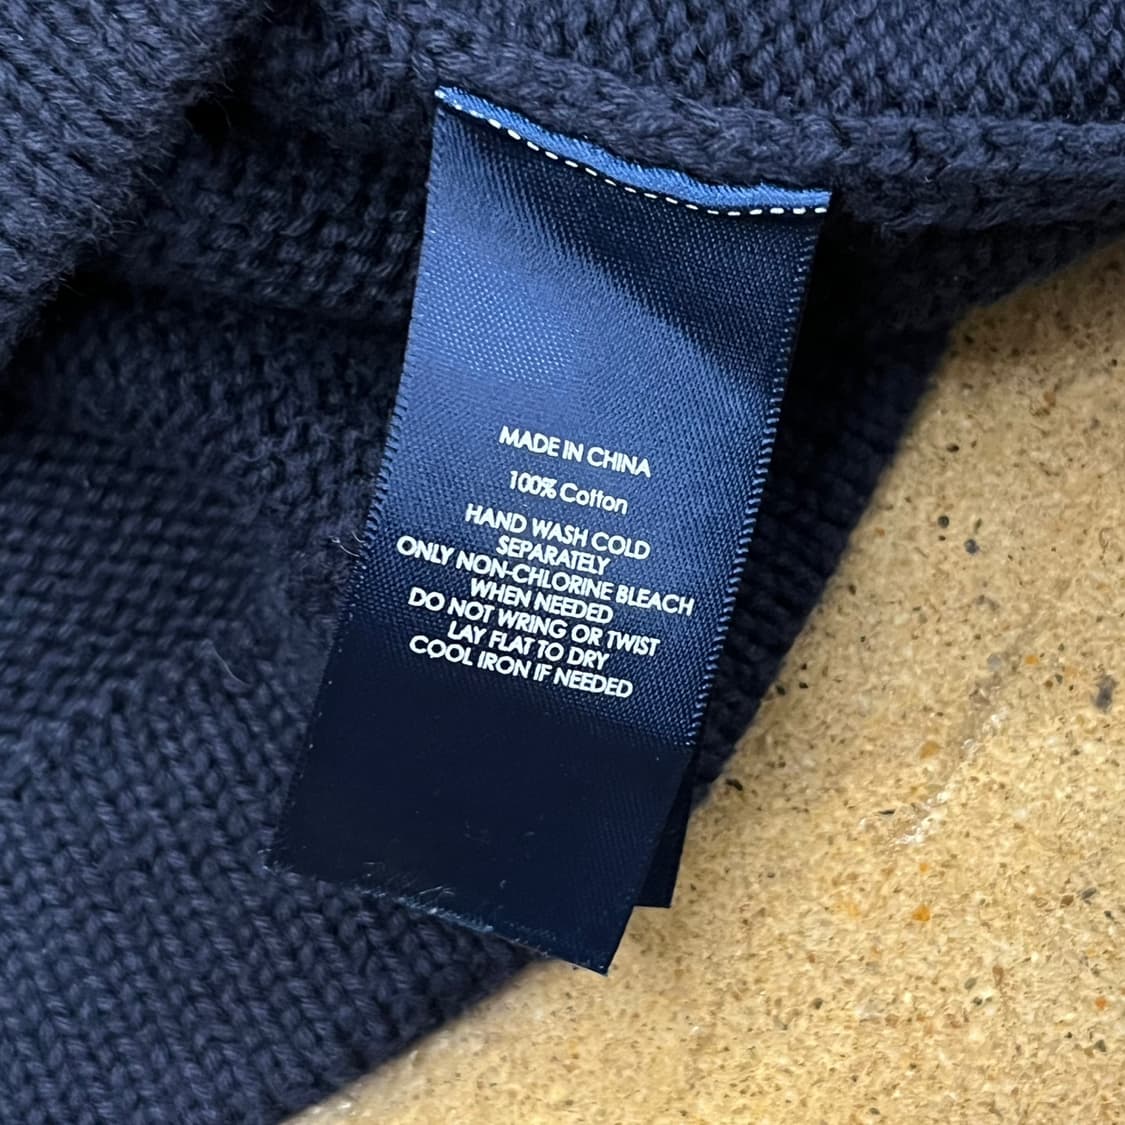 MADE IN CHINA
100% Cotton
HAND WASH COLD
SEPARATELY
ONLY NON-CHLORINE BLEACH
WHEN NEEDED
DO NOT WRING OR TWIST
LAY FLAT TO DRY
COOL IRON IF NEEDED